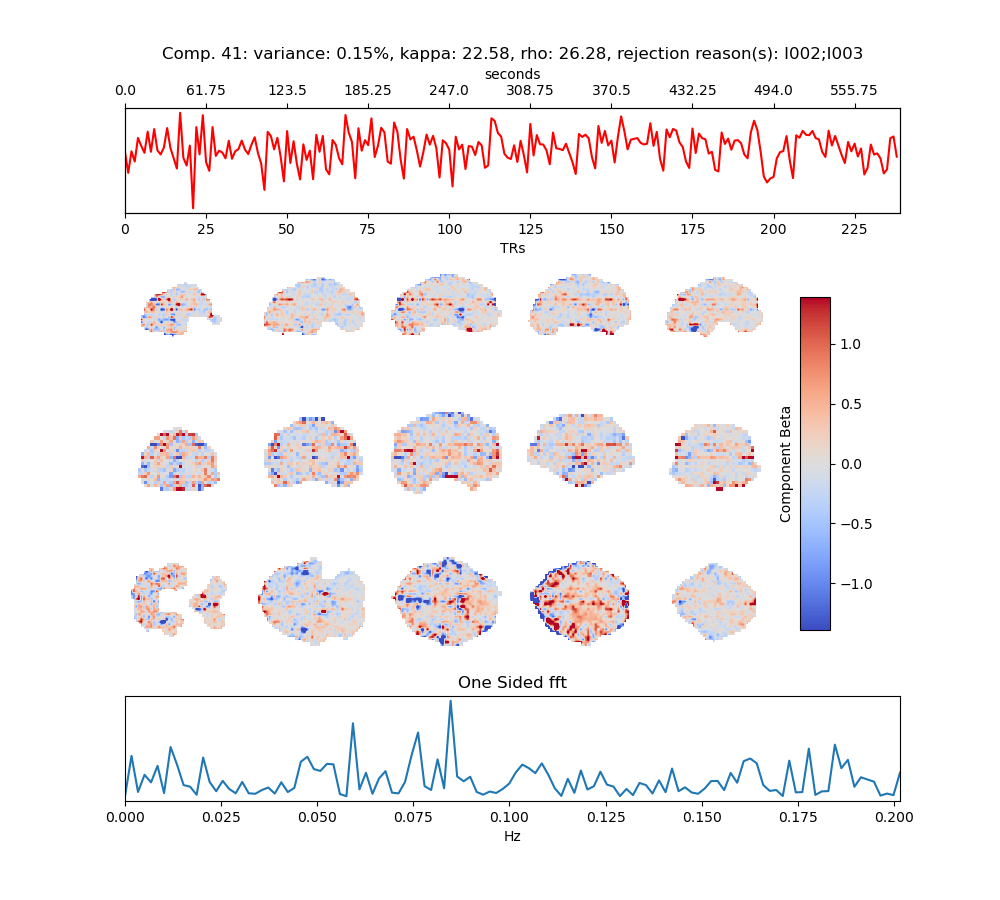 Comp. 41: variance: 0.15%, kappa: 22.58, rho: 26.28, rejection reason(s): I002;I003
seconds
0.0 61.75 123.5 185.25 247.0 308.75 370.5 432.25 494.0 555.75
0 25 50 75 100 125 150 175 200 225
TRs
1.0
0.5
0.0
−0.5
−1.0
Component Beta
One Sided fft
0.000 0.025 0.050 0.075 0.100 0.125 0.150 0.175 0.200
Hz